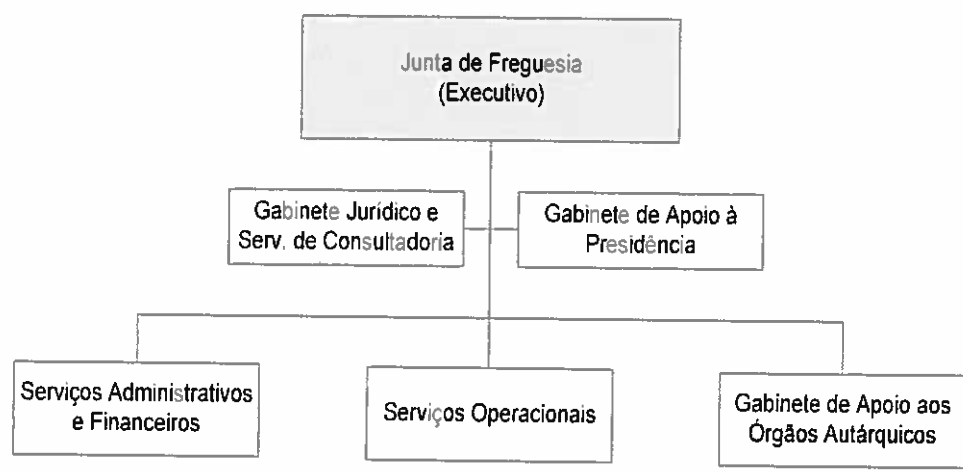 Junta de Freguesia
(Executivo)
Gabinete Jurídico e
Serv. de Consultadoria
Gabinete de Apoio à
Presidência
Serviços Administrativos
e Financeiros
Serviços Operacionais
Gabinete de Apoio aos
Órgãos Autárquicos